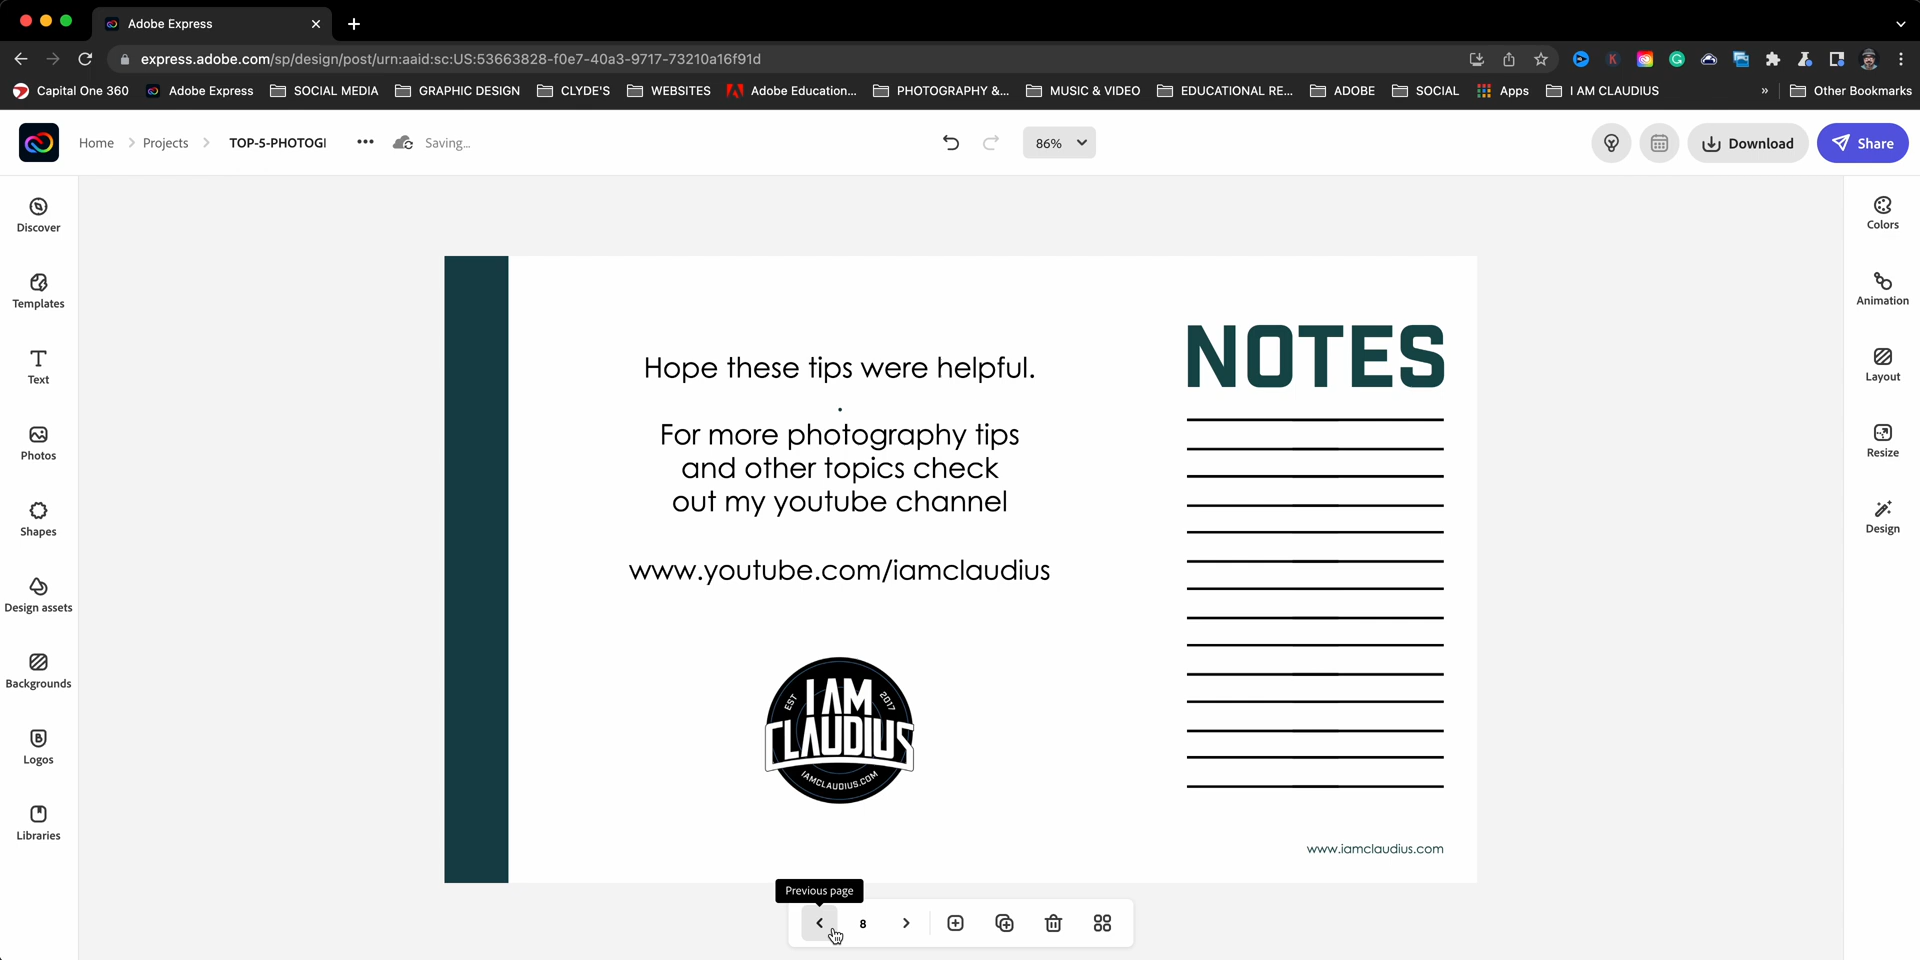 Adobe Express
express.adobe.com/sp/design/post/urn:aaid:sc:US:53663828-f0e7-40a3-9717-73210a16f91d
Capital One 360
Adobe Express
SOCIAL MEDIA
GRAPHIC DESIGN
CLYDE'S
WEBSITES
Adobe Education...
PHOTOGRAPHY &...
MUSIC & VIDEO
EDUCATIONAL RE...
ADOBE
SOCIAL
Apps
I AM CLAUDIUS
»
Other Bookmarks
Home
Projects
TOP-5-PHOTOGI
Saving...
86%
Download
Share
Discover
Templates
Text
Photos
Shapes
Design assets
Backgrounds
Logos
Libraries
Hope these tips were helpful.
.
For more photography tips
and other topics check
out my youtube channel
www.youtube.com/iamclaudius
EST
2017
I AM
CLAUDIUS
IAMCLAUDIUS.COM
NOTES
www.iamclaudius.com
Colors
Animation
Layout
Resize
Design
Previous page
8